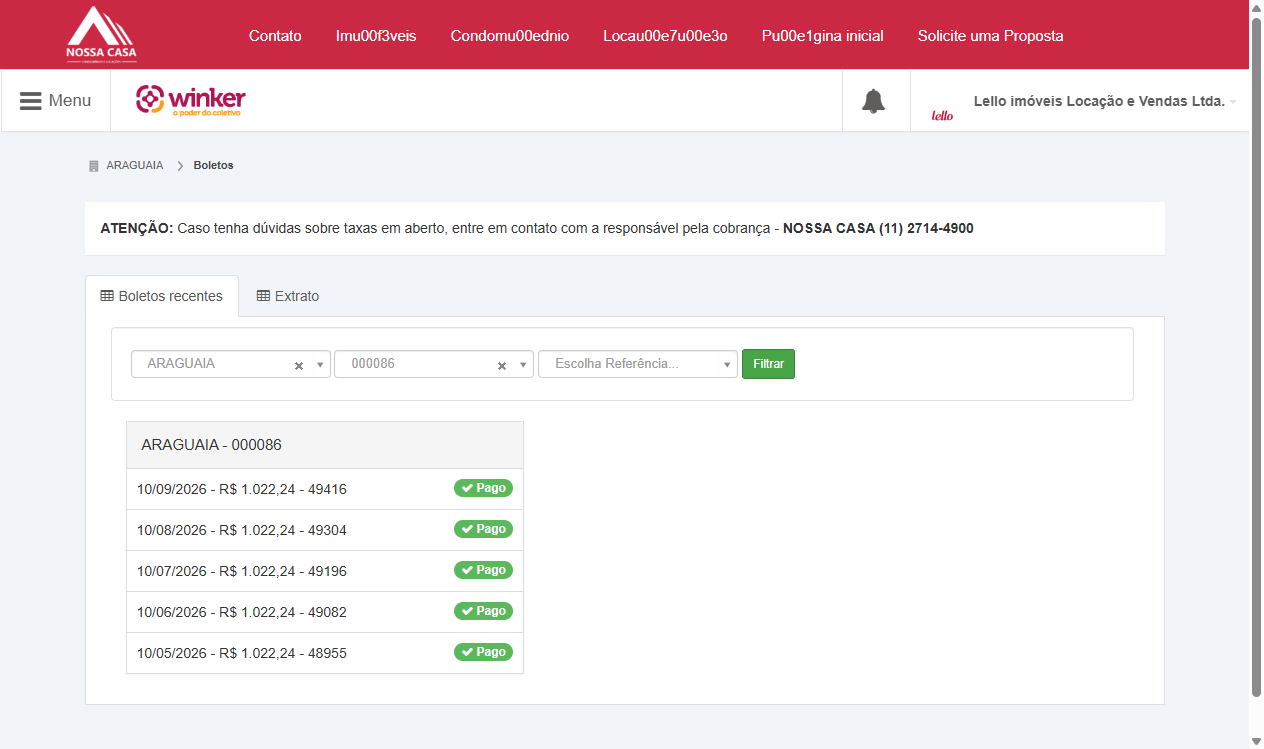 NOSSA CASA
Contato Imu00f3veis Condomu00ednio Locau00e7u00e3o Pu00e1gina inicial Solicite uma Proposta
Menu winker
o poder do coletivo
lello Lello imóveis Locação e Vendas Ltda.
ARAGUAIA > Boletos
ATENÇÃO: Caso tenha dúvidas sobre taxas em aberto, entre em contato com a responsável pela cobrança - NOSSA CASA (11) 2714-4900
Boletos recentes Extrato
ARAGUAIA × 000086 × Escolha Referência... Filtrar
ARAGUAIA - 000086
10/09/2026 - R$ 1.022,24 - 49416 Pago
10/08/2026 - R$ 1.022,24 - 49304 Pago
10/07/2026 - R$ 1.022,24 - 49196 Pago
10/06/2026 - R$ 1.022,24 - 49082 Pago
10/05/2026 - R$ 1.022,24 - 48955 Pago